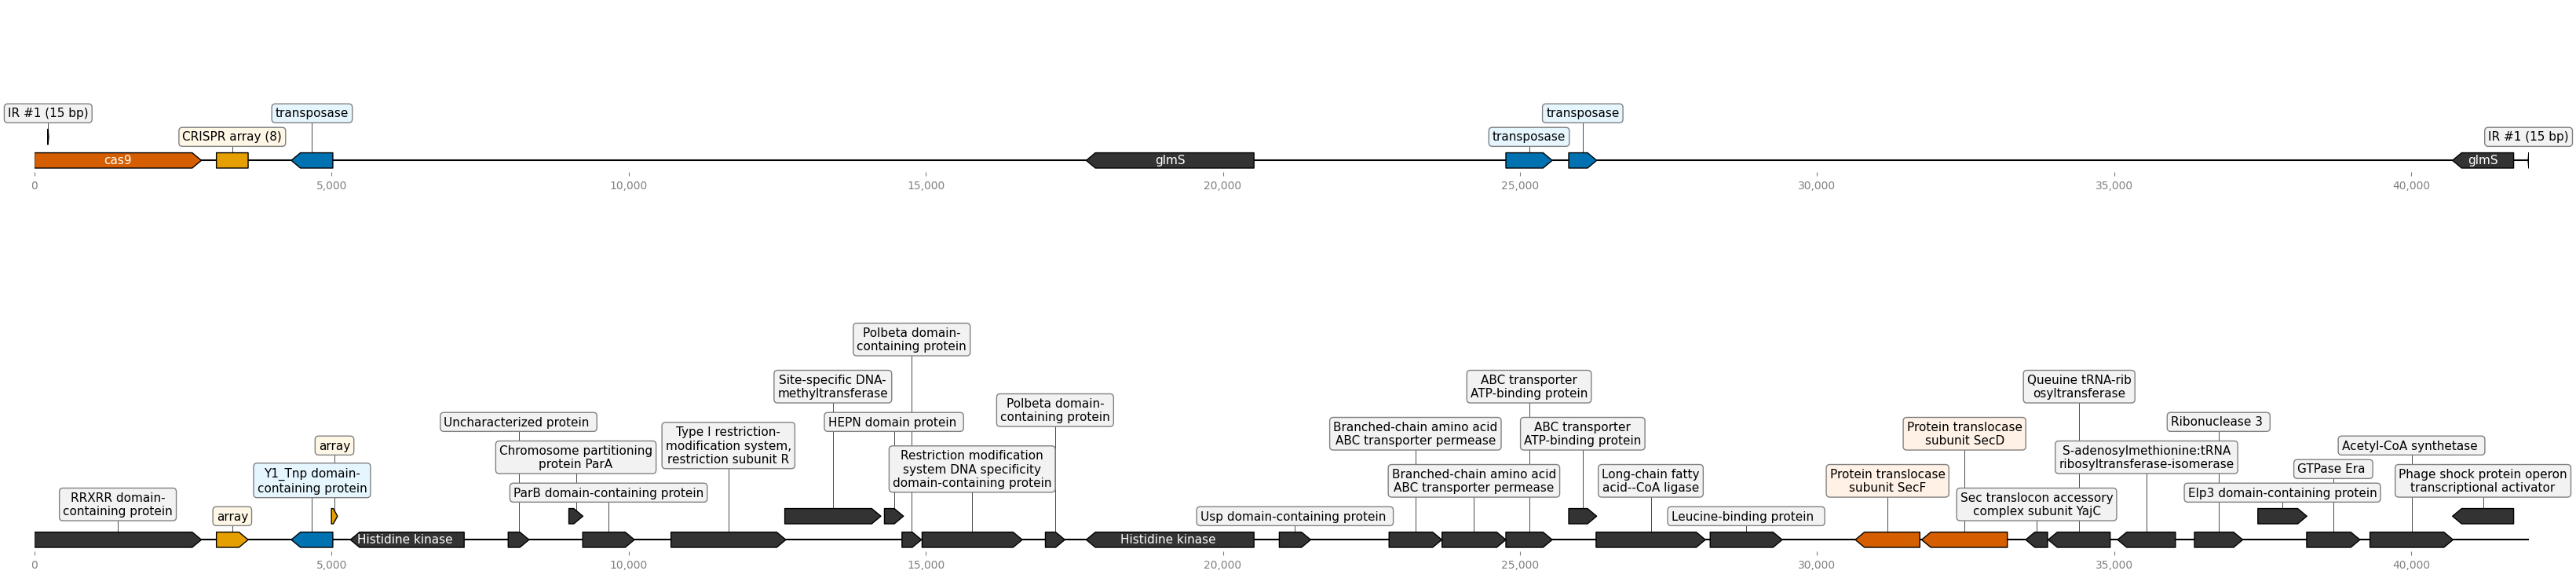 IR #1 (15 bp)
transposase
transposase
CRISPR array (8)
transposase
IR #1 (15 bp)
cas9
glmS
glmS
0
5,000
10,000
15,000
20,000
25,000
30,000
35,000
40,000
Polbeta domain-
containing protein
Site-specific DNA-
methyltransferase
ABC transporter
ATP-binding protein
Queuine tRNA-rib
osyltransferase
Polbeta domain-
containing protein
Uncharacterized protein
HEPN domain protein
Ribonuclease 3
Type I restriction-
modification system,
restriction subunit R
Branched-chain amino acid
ABC transporter permease
ABC transporter
ATP-binding protein
Protein translocase
subunit SecD
array
Acetyl-CoA synthetase
Chromosome partitioning
protein ParA
Restriction modification
system DNA specificity
domain-containing protein
S-adenosylmethionine:tRNA
ribosyltransferase-isomerase
GTPase Era
Y1_Tnp domain-
containing protein
Branched-chain amino acid
ABC transporter permease
Long-chain fatty
acid--CoA ligase
Protein translocase
subunit SecF
Phage shock protein operon
transcriptional activator
RRXRR domain-
containing protein
ParB domain-containing protein
Sec translocon accessory
complex subunit YajC
Elp3 domain-containing protein
array
Usp domain-containing protein
Leucine-binding protein
Histidine kinase
Histidine kinase
0
5,000
10,000
15,000
20,000
25,000
30,000
35,000
40,000